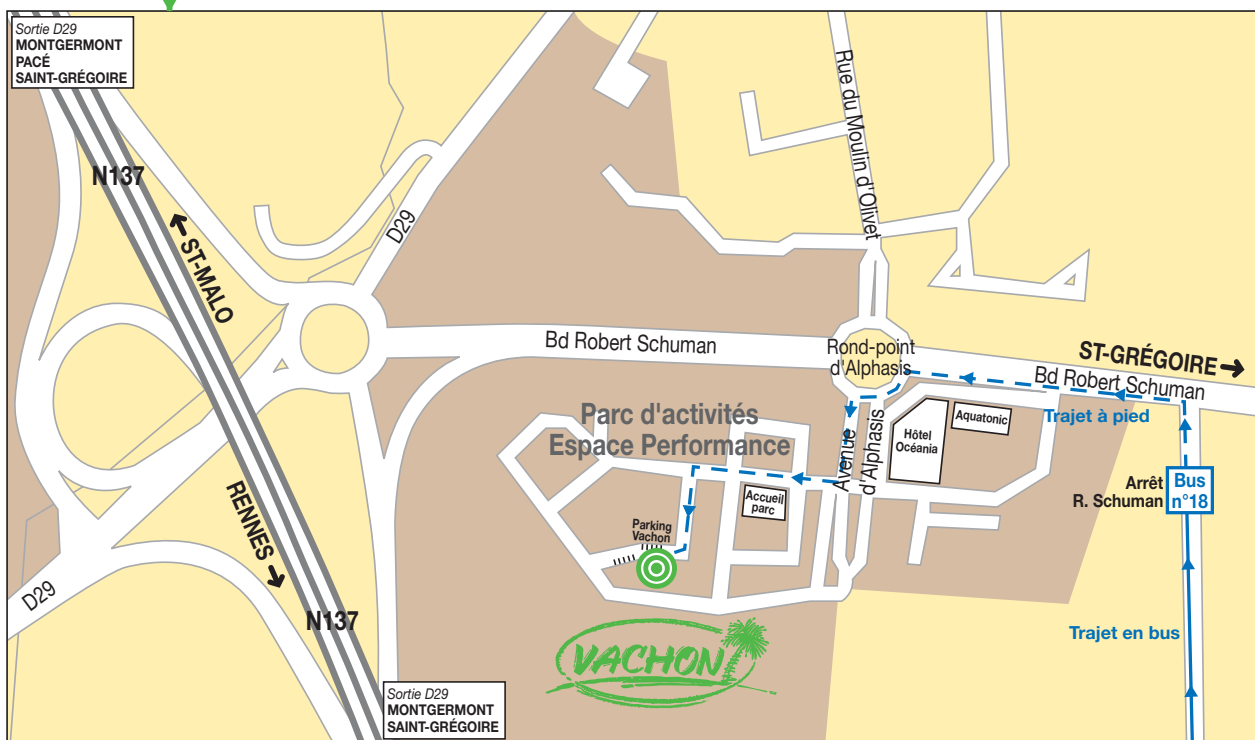 Sortie D29
MONTGERMONT
PACÉ
SAINT-GRÉGOIRE
N137
ST-MALO
D29
Rue du Moulin d'Olivet
Bd Robert Schuman
Rond-point
d'Alphasis
ST-GRÉGOIRE
Bd Robert Schuman
Trajet à pied
Parc d'activités
Espace Performance
Avenue
d'Alphasis
Hôtel
Océania
Aquatonic
Arrêt
R. Schuman
Bus
n°18
Accueil
parc
Parking
Vachon
RENNES
D29
N137
Trajet en bus
VACHON
Sortie D29
MONTGERMONT
SAINT-GRÉGOIRE